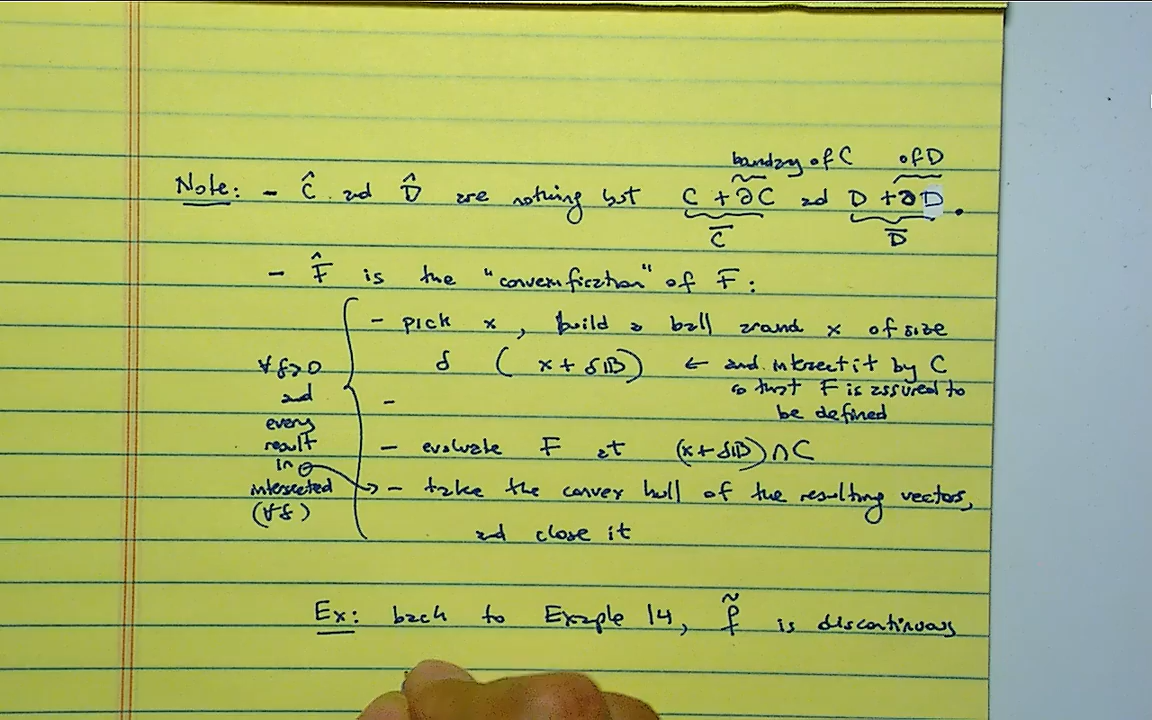 boundary of C of D
Note: - Ĉ and D̂ are nothing but C + ∂C and D + ∂D.
C̄ D̄
- F̂ is the "convexification" of F:
- pick x, build a ball around x of size
δ (x + δ𝔹) ← and intersect it by C
so that F is assured to
be defined
-
- evaluate F at (x + δ𝔹) ∩ C
- take the convex hull of the resulting vectors,
and close it
∀δ>0
and
every
result
in
intersected
(∀δ)
Ex: back to Example 14, f̃ is discontinuous